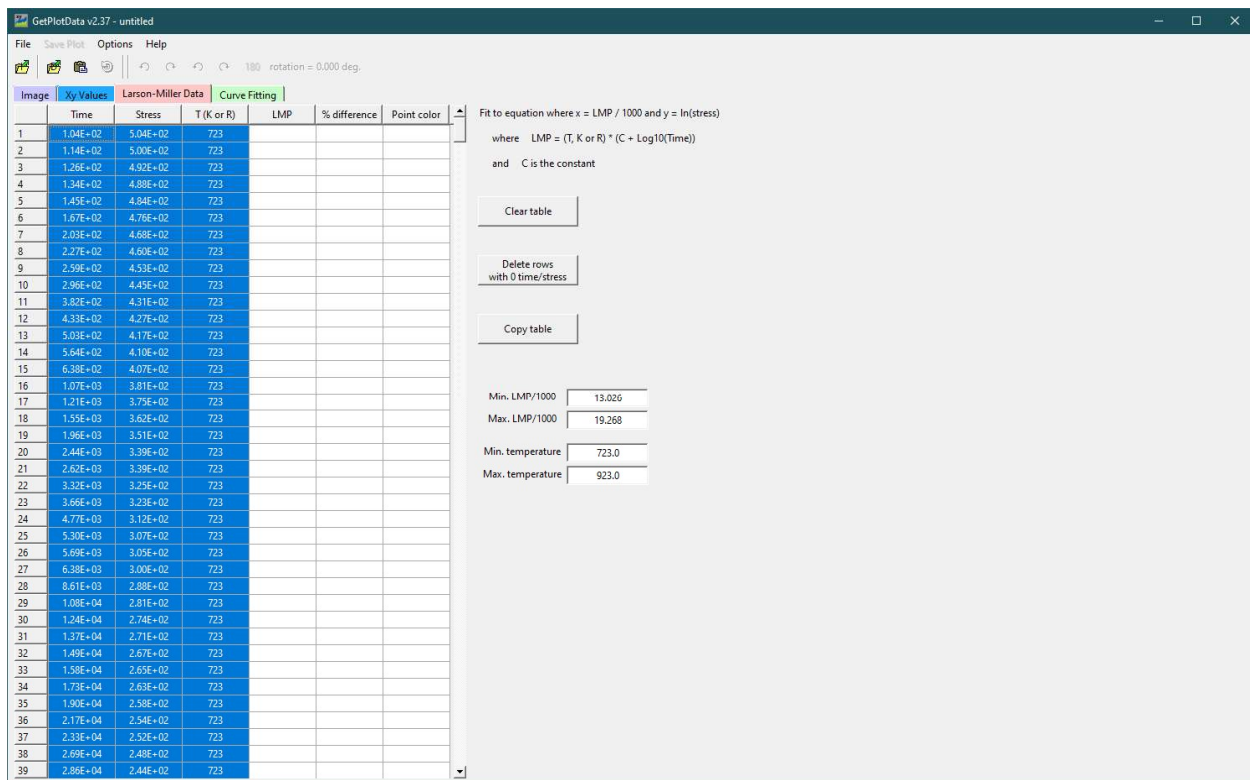 GetPlotData v2.37 - untitled
File Save Plot Options Help
180 rotation = 0.000 deg.
Image Xy Values Larson-Miller Data Curve Fitting
Time Stress T (K or R) LMP % difference Point color
1 1.04E+02 5.04E+02 723
2 1.14E+02 5.00E+02 723
3 1.26E+02 4.92E+02 723
4 1.34E+02 4.88E+02 723
5 1.45E+02 4.84E+02 723
6 1.67E+02 4.76E+02 723
7 2.03E+02 4.68E+02 723
8 2.27E+02 4.60E+02 723
9 2.59E+02 4.53E+02 723
10 2.96E+02 4.45E+02 723
11 3.82E+02 4.31E+02 723
12 4.33E+02 4.27E+02 723
13 5.03E+02 4.17E+02 723
14 5.64E+02 4.10E+02 723
15 6.38E+02 4.07E+02 723
16 1.07E+03 3.81E+02 723
17 1.21E+03 3.75E+02 723
18 1.55E+03 3.62E+02 723
19 1.96E+03 3.51E+02 723
20 2.44E+03 3.39E+02 723
21 2.62E+03 3.39E+02 723
22 3.32E+03 3.25E+02 723
23 3.66E+03 3.23E+02 723
24 4.77E+03 3.12E+02 723
25 5.30E+03 3.07E+02 723
26 5.69E+03 3.05E+02 723
27 6.38E+03 3.00E+02 723
28 8.61E+03 2.88E+02 723
29 1.08E+04 2.81E+02 723
30 1.24E+04 2.74E+02 723
31 1.37E+04 2.71E+02 723
32 1.49E+04 2.67E+02 723
33 1.58E+04 2.65E+02 723
34 1.73E+04 2.63E+02 723
35 1.90E+04 2.58E+02 723
36 2.17E+04 2.54E+02 723
37 2.33E+04 2.52E+02 723
38 2.69E+04 2.48E+02 723
39 2.86E+04 2.44E+02 723
Fit to equation where x = LMP / 1000 and y = ln(stress)
where LMP = (T, K or R) * (C + Log10(Time))
and C is the constant
Clear table
Delete rows
with 0 time/stress
Copy table
Min. LMP/1000 13.026
Max. LMP/1000 19.268
Min. temperature 723.0
Max. temperature 923.0